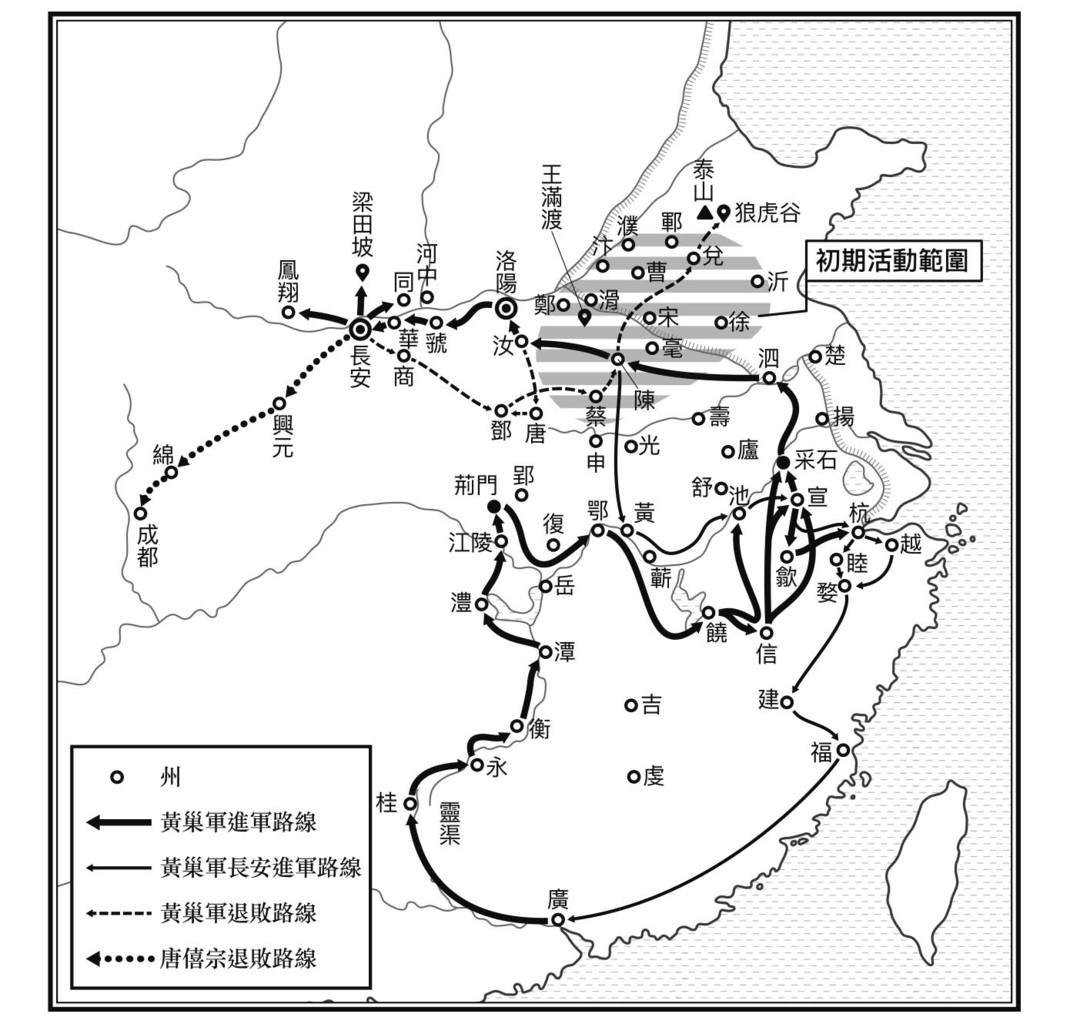 泰山
狼虎谷
王滿渡
濮
鄆
汴
兗
曹
沂
初期活動範圍
梁田坡
鳳翔
同
河中
洛陽
鄭
滑
宋
徐
華
虢
汝
亳
長安
商
陳
泗
楚
興元
鄧
唐
蔡
壽
揚
綿
申
光
廬
采石
成都
荊門
郢
舒
池
宣
杭
江陵
復
鄂
黃
越
蘄
歙
睦
岳
婺
澧
饒
信
潭
吉
建
衡
福
永
虔
桂
靈渠
廣
州
黃巢軍進軍路線
黃巢軍長安進軍路線
黃巢軍退敗路線
唐僖宗退敗路線